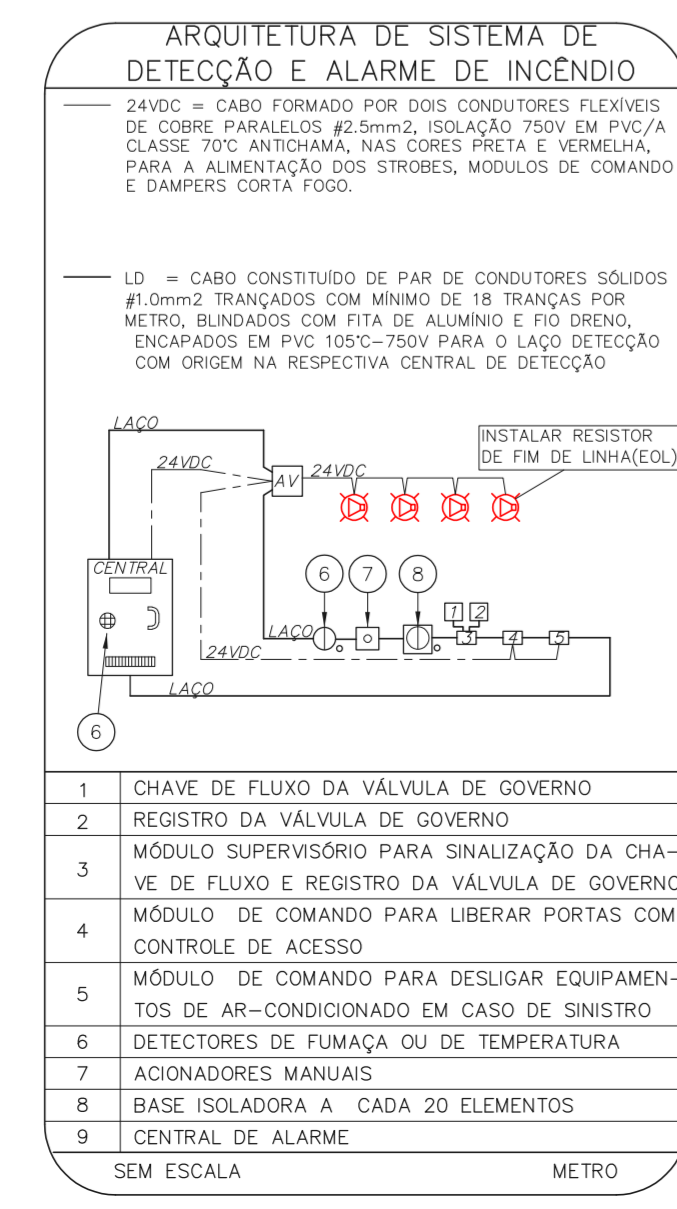 ARQUITETURA DE SISTEMA DE
DETECÇÃO E ALARME DE INCÊNDIO
24VDC = CABO FORMADO POR DOIS CONDUTORES FLEXÍVEIS
DE COBRE PARALELOS #2.5mm2, ISOLAÇÃO 750V EM PVC/A
CLASSE 70°C ANTICHAMA, NAS CORES PRETA E VERMELHA,
PARA A ALIMENTAÇÃO DOS STROBES, MODULOS DE COMANDO
E DAMPERS CORTA FOGO.
LD = CABO CONSTITUÍDO DE PAR DE CONDUTORES SÓLIDOS
#1.0mm2 TRANÇADOS COM MÍNIMO DE 18 TRANÇAS POR
METRO, BLINDADOS COM FITA DE ALUMÍNIO E FIO DRENO,
ENCAPADOS EM PVC 105°C-750V PARA O LAÇO DETECÇÃO
COM ORIGEM NA RESPECTIVA CENTRAL DE DETECÇÃO
LAÇO
INSTALAR RESISTOR
DE FIM DE LINHA(EOL)
24VDC
AV
24VDC
CENTRAL
6
7
8
1
2
LAÇO
3
4
5
24VDC
LAÇO
6
1 CHAVE DE FLUXO DA VÁLVULA DE GOVERNO
2 REGISTRO DA VÁLVULA DE GOVERNO
3 MÓDULO SUPERVISÓRIO PARA SINALIZAÇÃO DA CHA-
VE DE FLUXO E REGISTRO DA VÁLVULA DE GOVERNO
4 MÓDULO DE COMANDO PARA LIBERAR PORTAS COM
CONTROLE DE ACESSO
5 MÓDULO DE COMANDO PARA DESLIGAR EQUIPAMEN-
TOS DE AR-CONDICIONADO EM CASO DE SINISTRO
6 DETECTORES DE FUMAÇA OU DE TEMPERATURA
7 ACIONADORES MANUAIS
8 BASE ISOLADORA A CADA 20 ELEMENTOS
9 CENTRAL DE ALARME
SEM ESCALA METRO